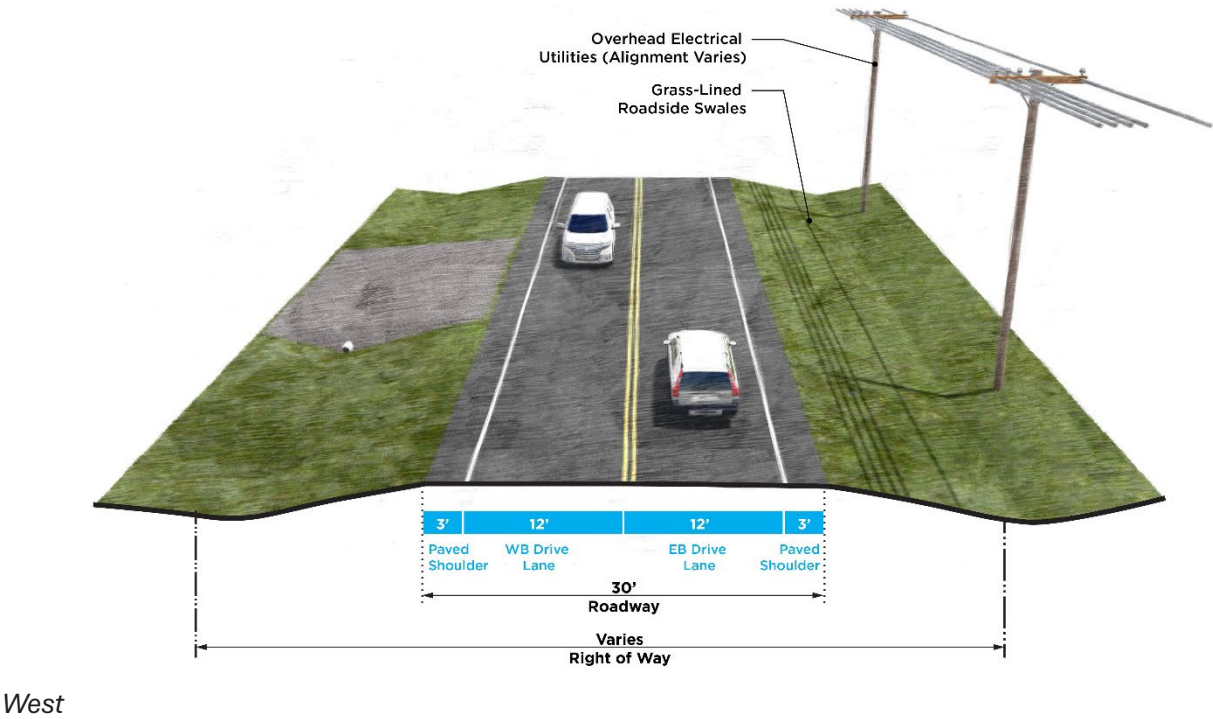 Overhead Electrical
Utilities (Alignment Varies)
Grass-Lined
Roadside Swales
3' 12' 12' 3'
Paved
Shoulder
WB Drive
Lane
EB Drive
Lane
Paved
Shoulder
30'
Roadway
Varies
Right of Way
West